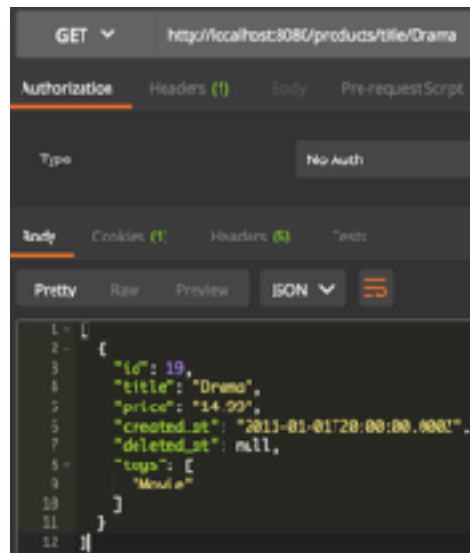 GET http://localhost:8080/products/title/Drama
Authorization Headers (1) Body Pre-request Script
Type No Auth
Body Cookies (1) Headers (6) Tests
Pretty Raw Preview JSON
1 [
2 {
3 "id": 19,
4 "title": "Drama",
5 "price": "14.99",
6 "created_at": "2011-01-01T20:00:00.000Z",
7 "deleted_at": null,
8 "tags": [
9 "Movie"
10 ]
11 }
12 ]